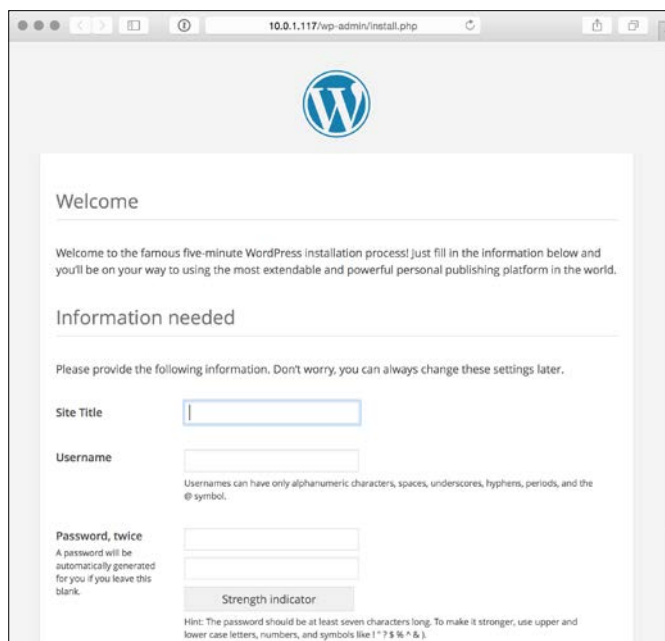 10.0.1.117/wp-admin/install.php
Welcome
Welcome to the famous five-minute WordPress installation process! Just fill in the information below and
you'll be on your way to using the most extendable and powerful personal publishing platform in the world.
Information needed
Please provide the following information. Don't worry, you can always change these settings later.
Site Title
Username
Usernames can have only alphanumeric characters, spaces, underscores, hyphens, periods, and the
@ symbol.
Password, twice
A password will be
automatically generated
for you if you leave this
blank.
Strength indicator
Hint: The password should be at least seven characters long. To make it stronger, use upper and
lower case letters, numbers, and symbols like ! " ? $ % ^ & ).